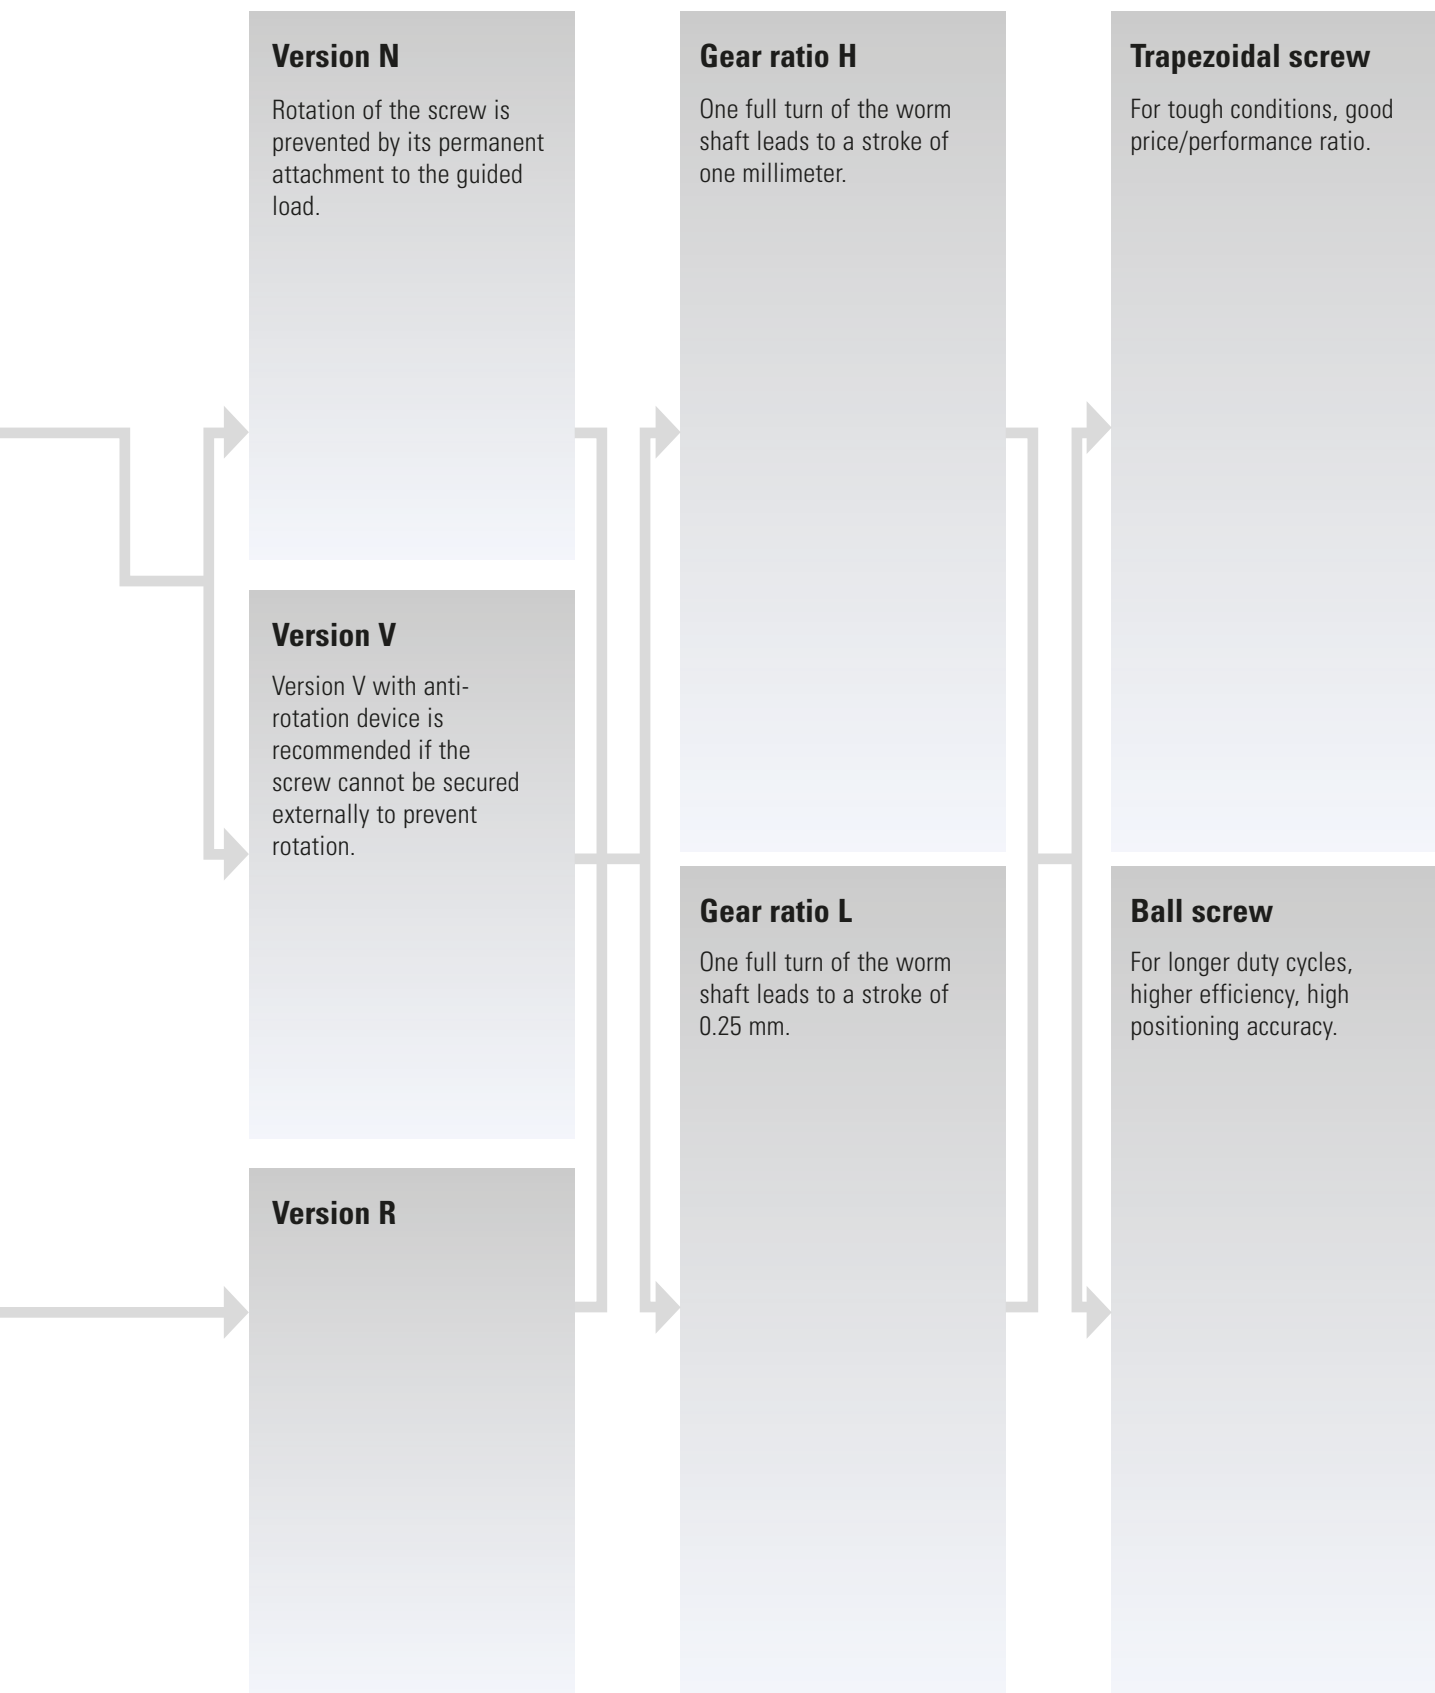 Version N
Rotation of the screw is
prevented by its permanent
attachment to the guided
load.
Version V
Version V with anti-
rotation device is
recommended if the
screw cannot be secured
externally to prevent
rotation.
Version R
Gear ratio H
One full turn of the worm
shaft leads to a stroke of
one millimeter.
Gear ratio L
One full turn of the worm
shaft leads to a stroke of
0.25 mm.
Trapezoidal screw
For tough conditions, good
price/performance ratio.
Ball screw
For longer duty cycles,
higher efficiency, high
positioning accuracy.